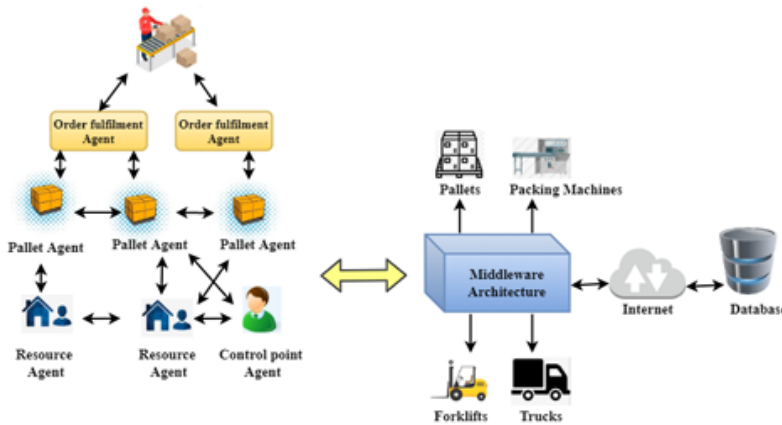 Order fulfilment
Agent
Order fulfilment
Agent
Pallet Agent
Pallet Agent
Pallet Agent
Resource
Agent
Resource
Agent
Control point
Agent
Pallets
Packing Machines
Middleware
Architecture
Internet
Database
Forklifts
Trucks